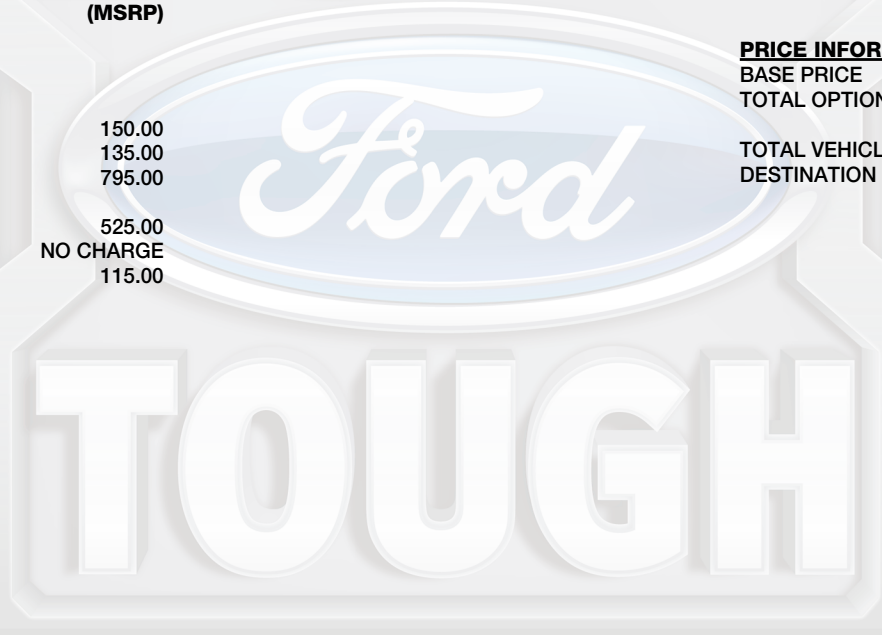 (MSRP)
150.00
135.00
795.00
525.00
NO CHARGE
115.00
PRICE INFOR
BASE PRICE
TOTAL OPTION
TOTAL VEHICL
DESTINATION
Ford
TOUGH